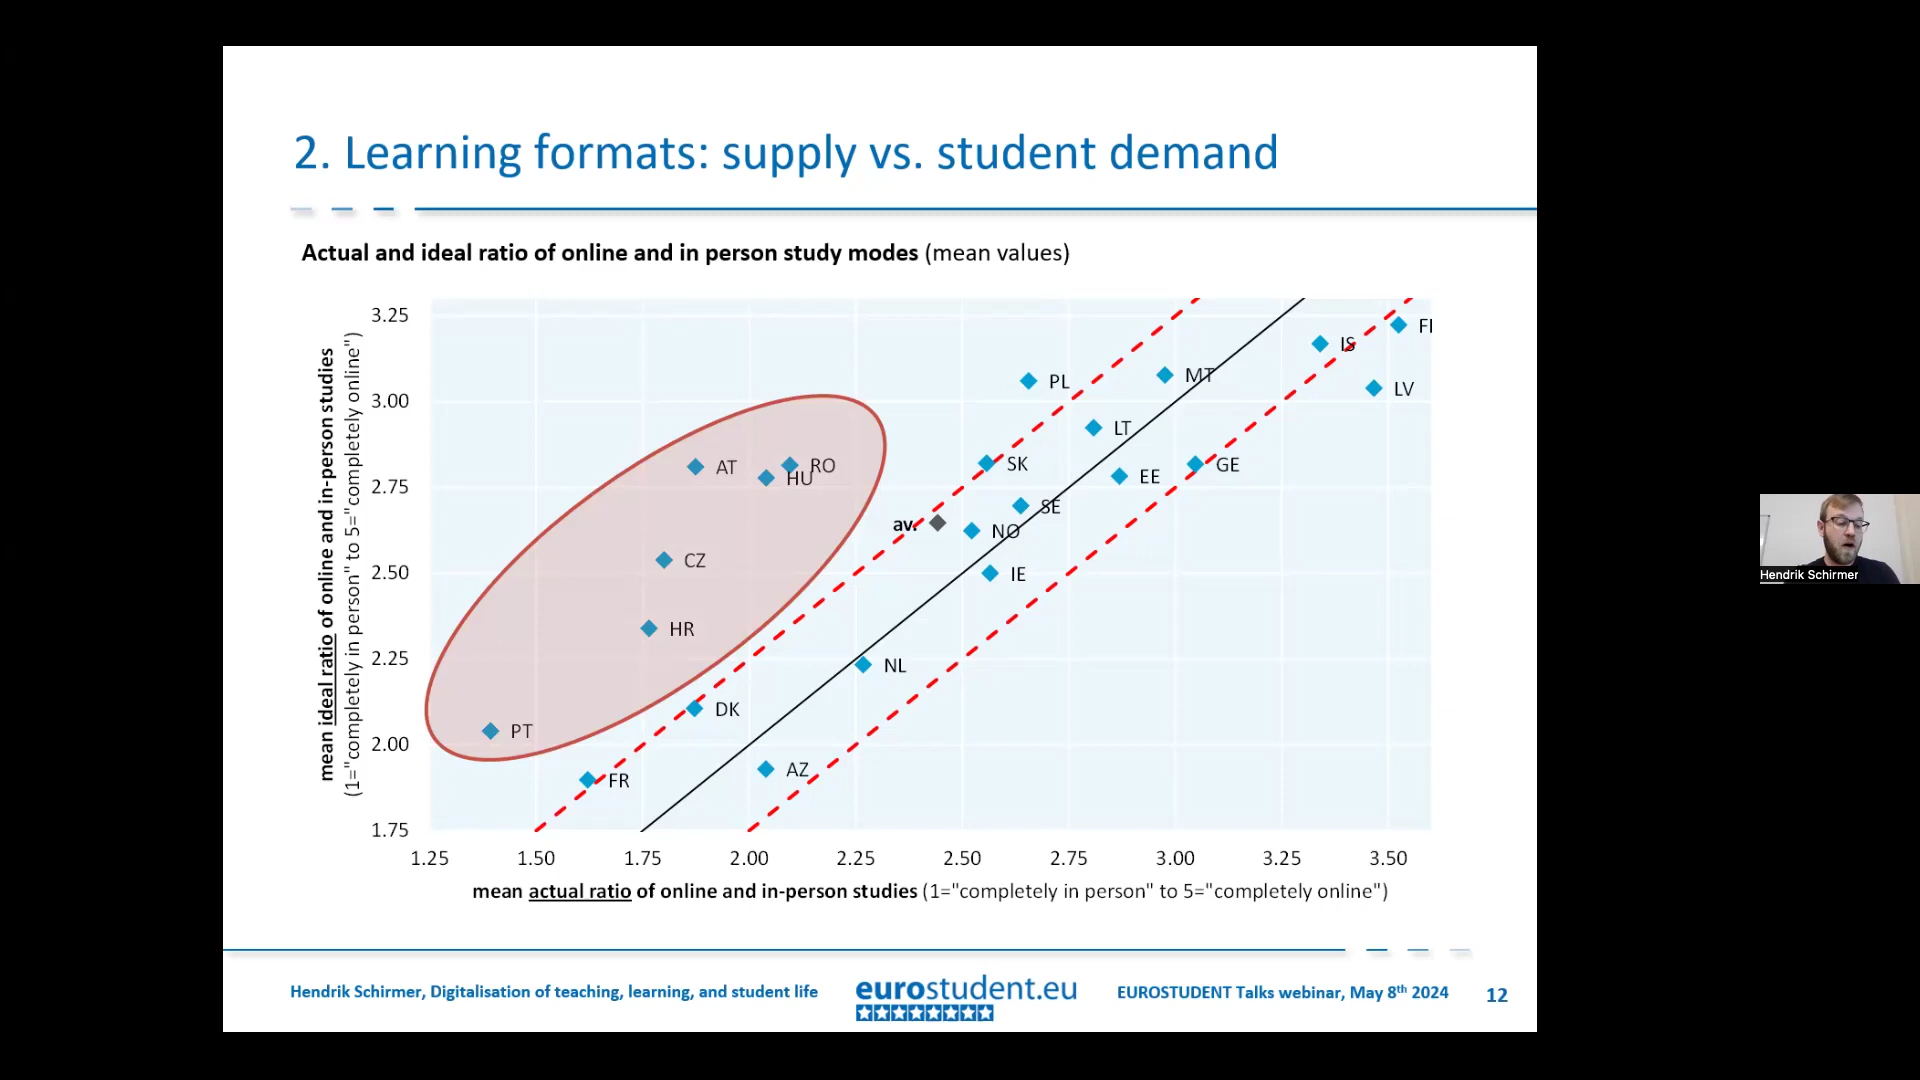 2. Learning formats: supply vs. student demand
Actual and ideal ratio of online and in person study modes (mean values)
mean ideal ratio of online and in-person studies
(1="completely in person" to 5="completely online")
3.25
3.00
2.75
2.50
2.25
2.00
1.75
FI
IS
PL
MT
LV
LT
AT
RO
HU
SK
GE
EE
SE
av.
NO
CZ
IE
HR
NL
DK
PT
AZ
FR
1.25 1.50 1.75 2.00 2.25 2.50 2.75 3.00 3.25 3.50
mean actual ratio of online and in-person studies (1="completely in person" to 5="completely online")
Hendrik Schirmer, Digitalisation of teaching, learning, and student life
eurostudent.eu
EUROSTUDENT Talks webinar, May 8th 2024
12
Hendrik Schirmer